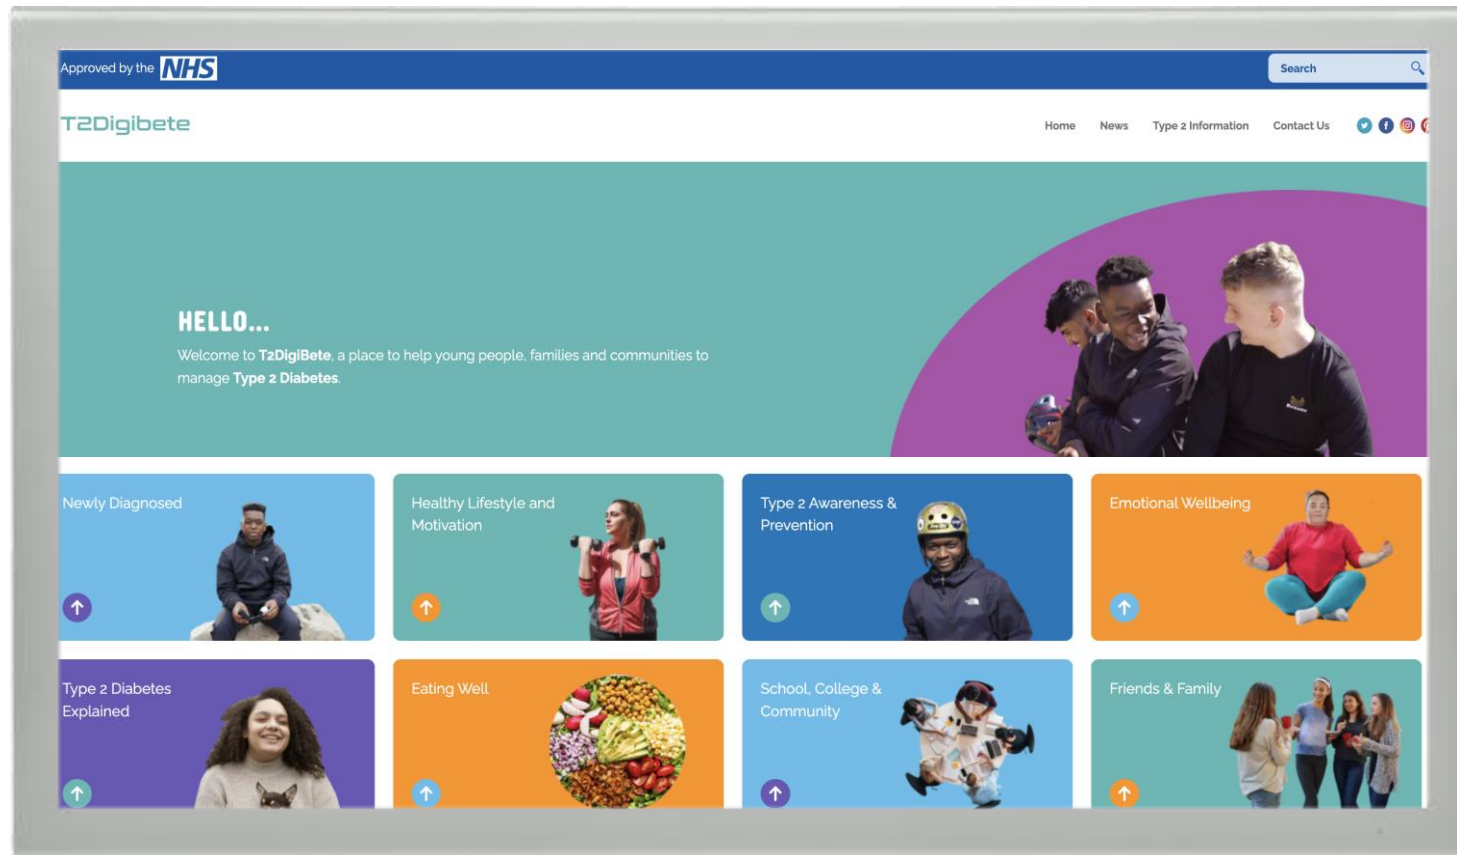 Approved by the NHS
Search
T2Digibete
Home News Type 2 Information Contact Us
HELLO...
Welcome to T2DigiBete, a place to help young people, families and communities to
manage Type 2 Diabetes.
Newly Diagnosed
Healthy Lifestyle and
Motivation
Type 2 Awareness &
Prevention
Emotional Wellbeing
Type 2 Diabetes
Explained
Eating Well
School, College &
Community
Friends & Family